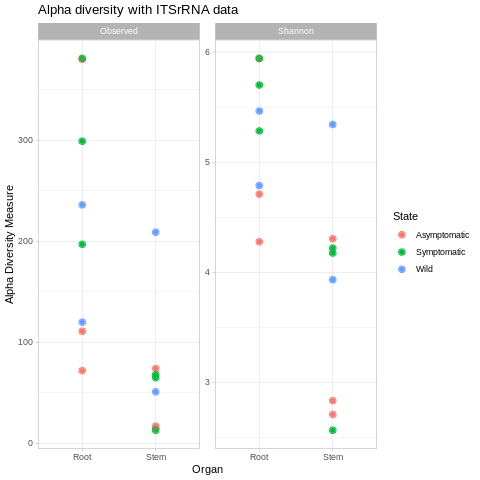 Alpha diversity with ITSrRNA data
Observed
Shannon
Alpha Diversity Measure
300
200
100
0
6
5
4
3
Root
Stem
Root
Stem
Organ
State
Asymptomatic
Symptomatic
Wild